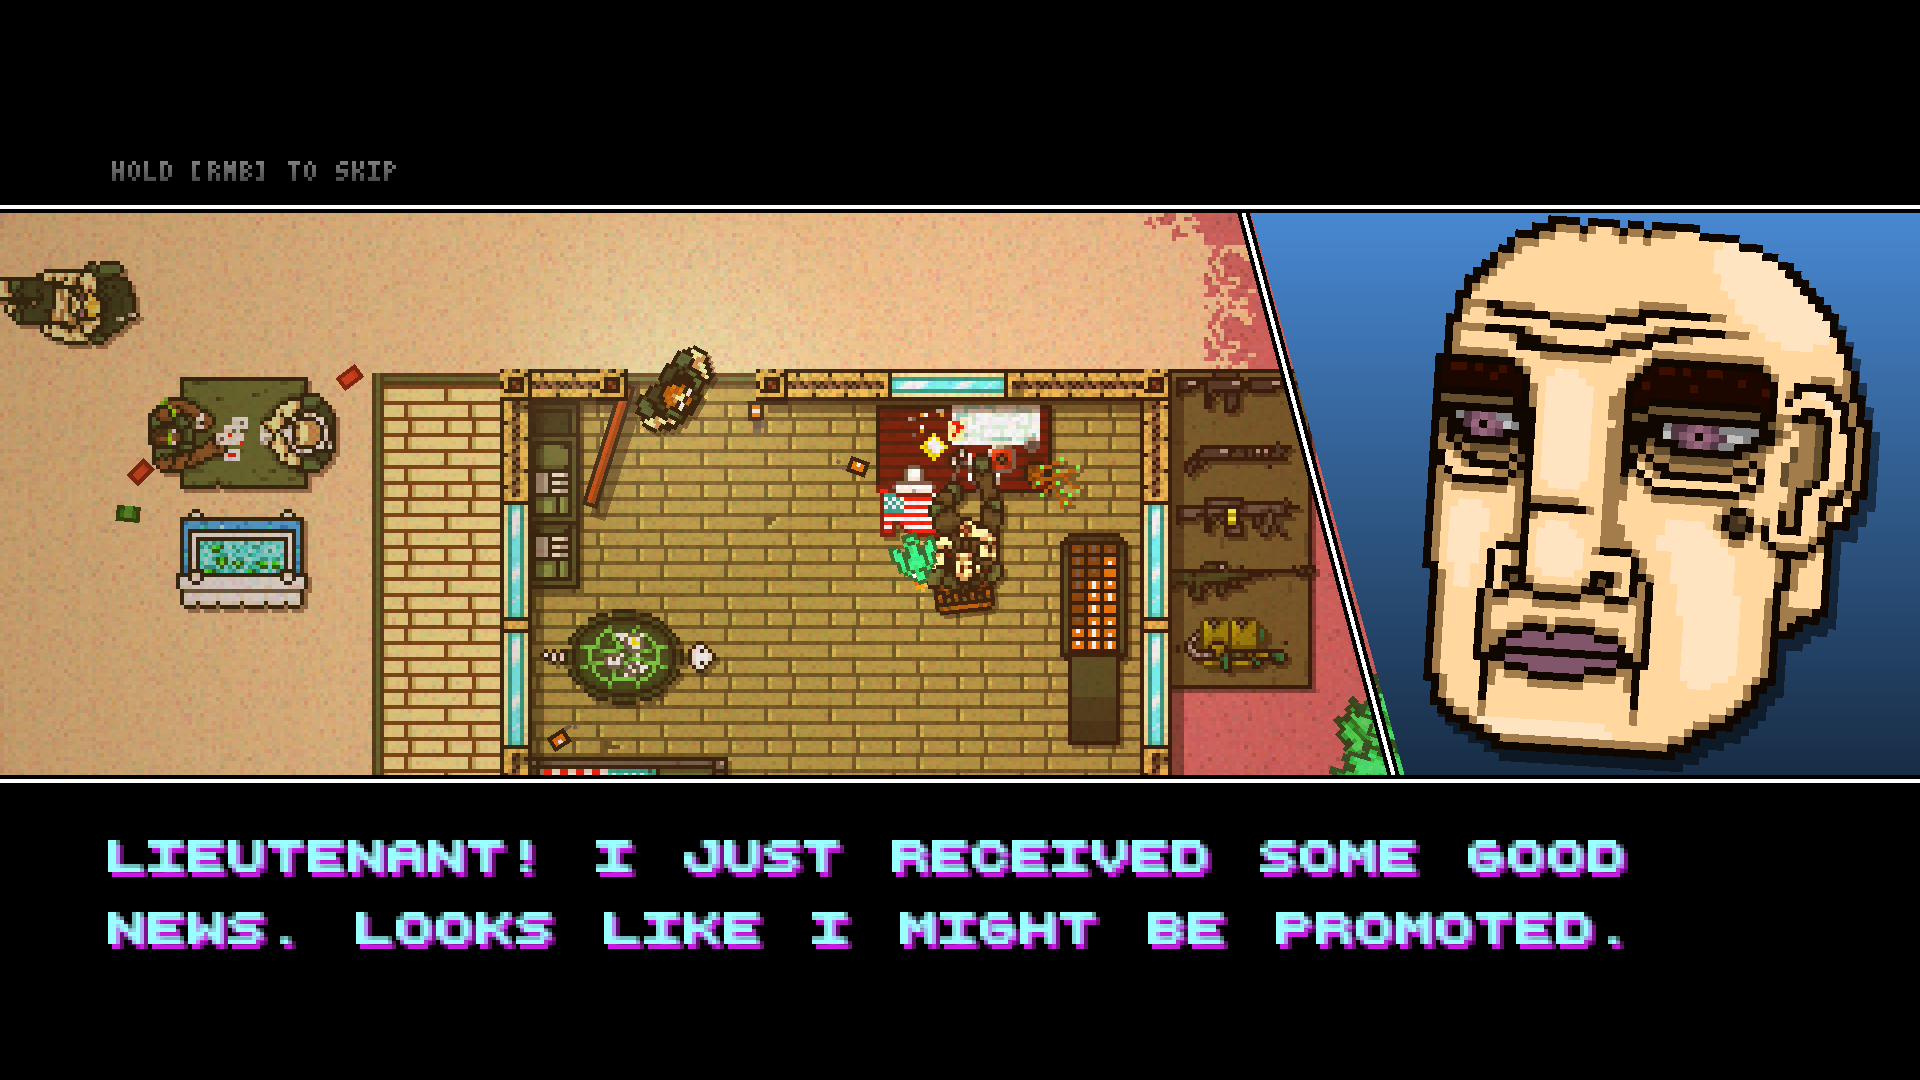 HOLD [RMB] TO SKIP
LIEUTENANT! I JUST RECEIVED SOME GOOD
NEWS. LOOKS LIKE I MIGHT BE PROMOTED.